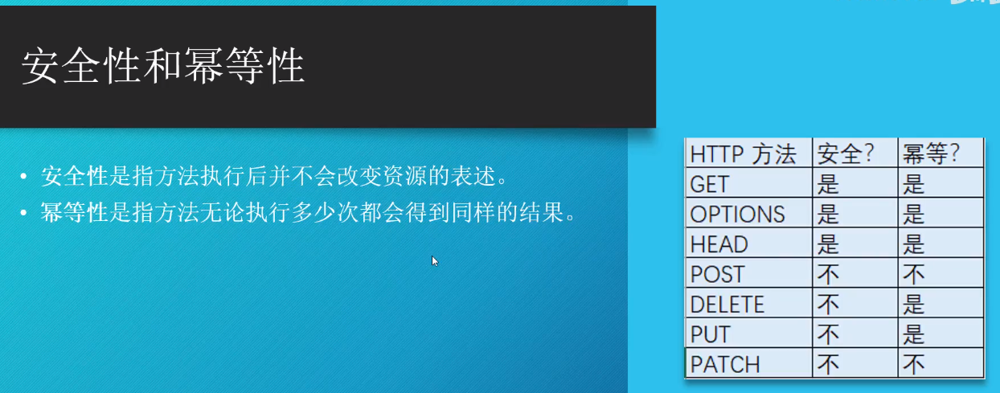 安全性和幂等性
• 安全性是指方法执行后并不会改变资源的表述。
• 幂等性是指方法无论执行多少次都会得到同样的结果。
HTTP 方法 安全? 幂等?
GET 是 是
OPTIONS 是 是
HEAD 是 是
POST 不 不
DELETE 不 是
PUT 不 是
PATCH 不 不